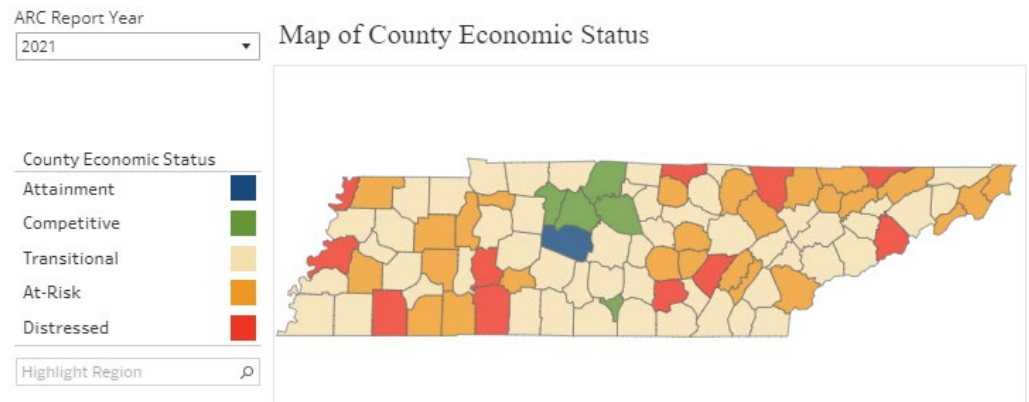 ARC Report Year
2021
Map of County Economic Status
County Economic Status
Attainment
Competitive
Transitional
At-Risk
Distressed
Highlight Region